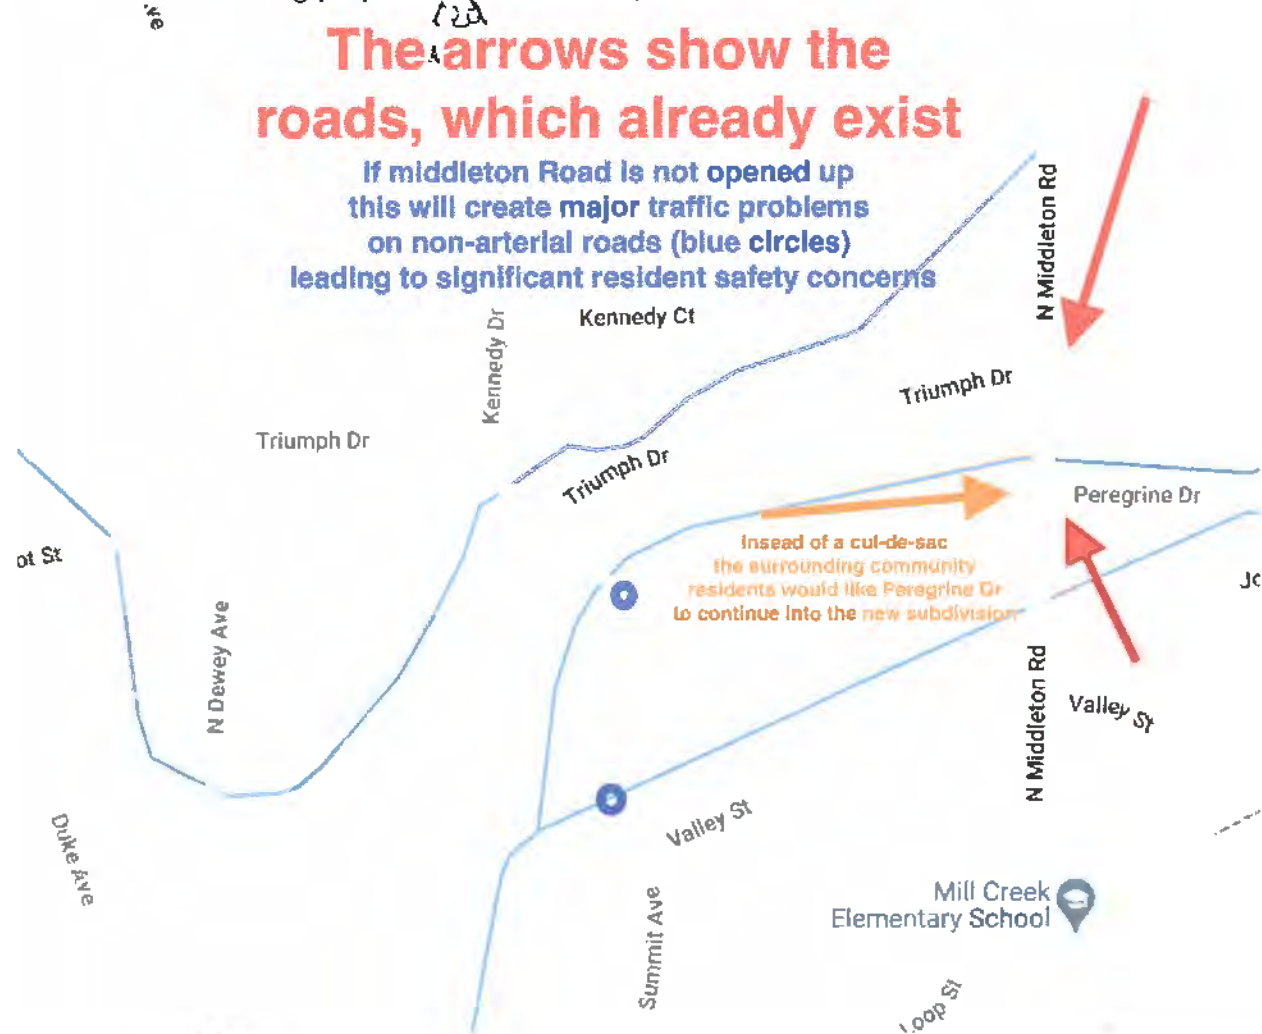 red
The arrows show the
roads, which already exist
If middleton Road is not opened up
this will create major traffic problems
on non-arterial roads (blue circles)
leading to significant resident safety concerns
N Middleton Rd
Kennedy Ct
Kennedy Dr
Triumph Dr
Triumph Dr
Triumph Dr
Peregrine Dr
Insead of a cul-de-sac
the surrounding community
residents would like Peregrine Dr
to continue into the new subdivision
ot St
N Dewey Ave
N Middleton Rd
Valley St
Valley St
Duke Ave
Mill Creek
Elementary School
Summit Ave
Loop St